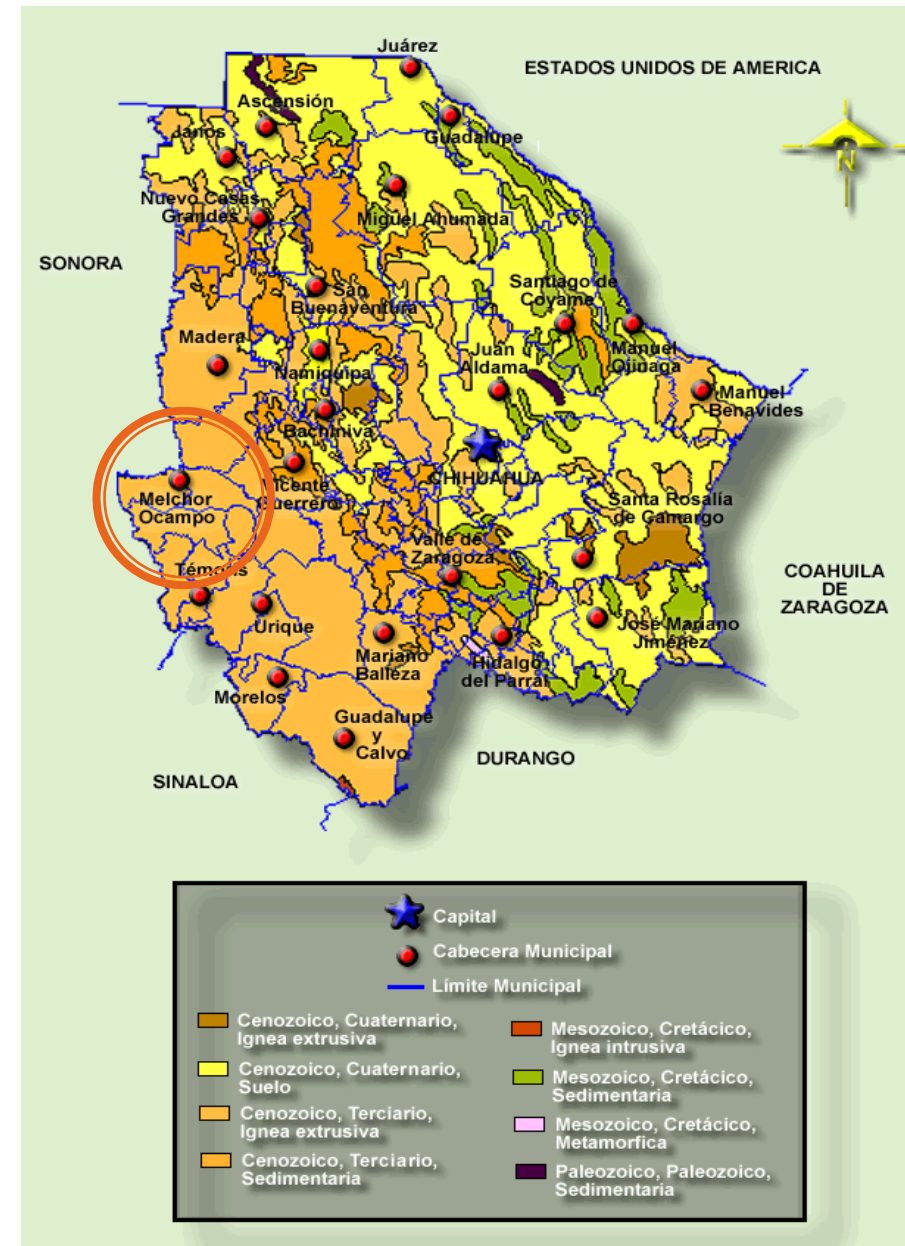 Juárez
ESTADOS UNIDOS DE AMERICA
Ascensión
Janos
Guadalupe
N
Nuevo Casas
Grandes
Miguel Ahumada
SONORA
San
Buenaventura
Santiago de
Coyame
Madera
Namiquipa
Juan
Aldama
Manuel
Ojinaga
Manuel
Benavides
Bachiniva
CHIHUAHUA
Melchor
Ocampo
Vicente
Guerrero
Santa Rosalía
de Camargo
Valle de
Zaragoza
Témoris
COAHUILA
DE
ZARAGOZA
Urique
José Mariano
Jiménez
Mariano
Balleza
Hidalgo
del Parral
Morelos
Guadalupe
y
Calvo
DURANGO
SINALOA
Capital
Cabecera Municipal
Límite Municipal
Cenozoico, Cuaternario,
Ignea extrusiva
Cenozoico, Cuaternario,
Suelo
Cenozoico, Terciario,
Ignea extrusiva
Cenozoico, Terciario,
Sedimentaria
Mesozoico, Cretácico,
Ignea intrusiva
Mesozoico, Cretácico,
Sedimentaria
Mesozoico, Cretácico,
Metamorfica
Paleozoico, Paleozoico,
Sedimentaria